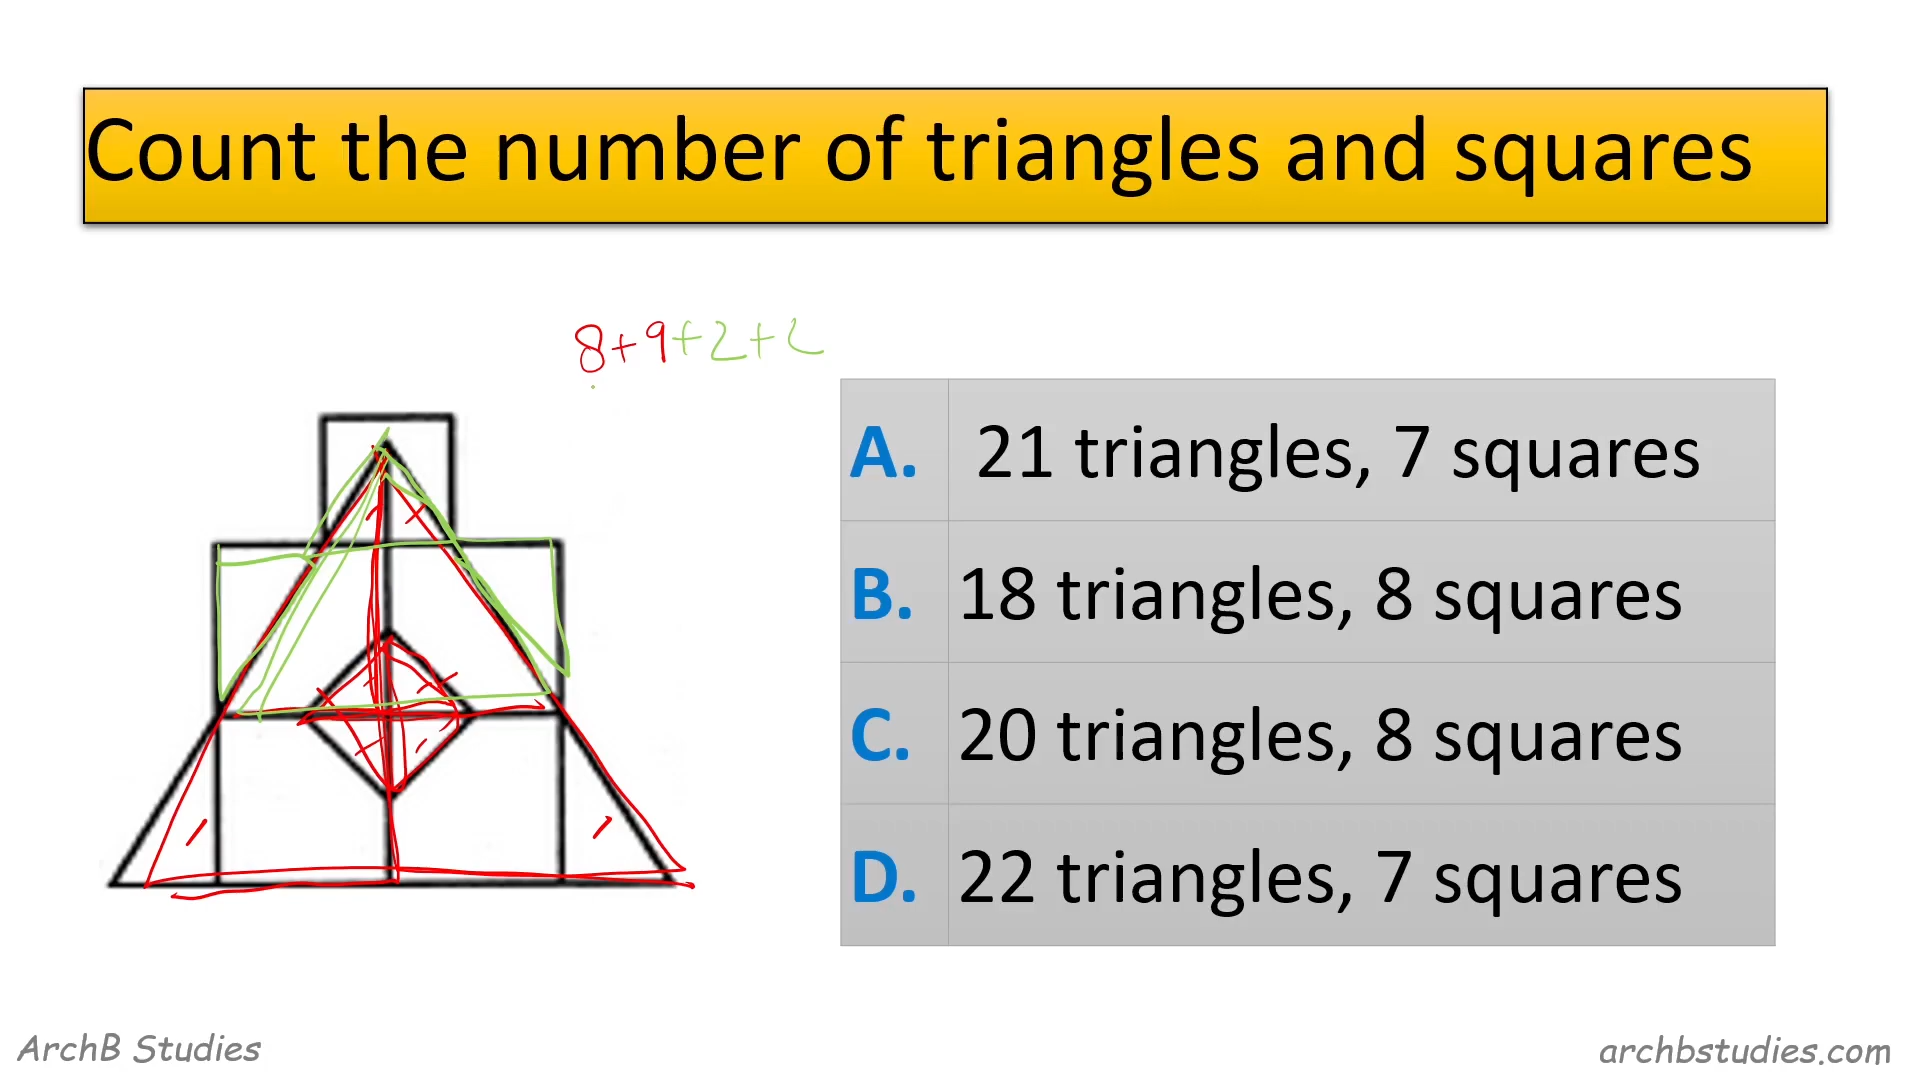 Count the number of triangles and squares
8+9+2+2
A. 21 triangles, 7 squares
B. 18 triangles, 8 squares
C. 20 triangles, 8 squares
D. 22 triangles, 7 squares
ArchB Studies
archbstudies.com